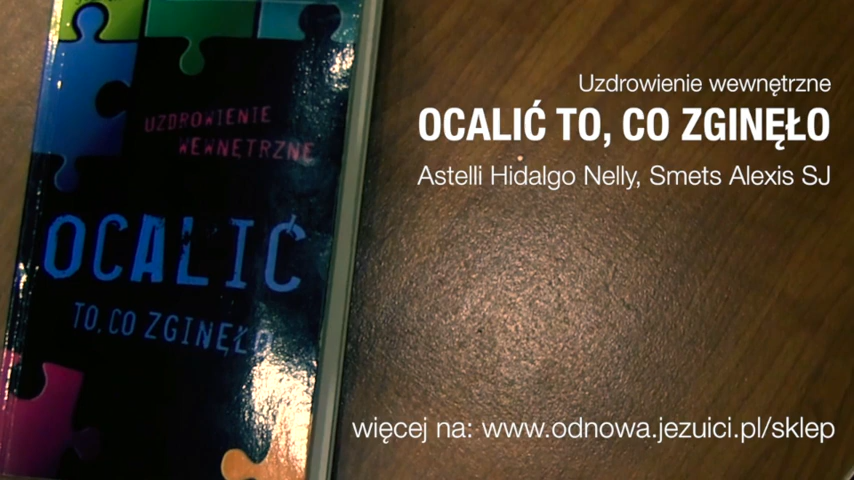 UZDROWIENIE
WEWNĘTRZNE
OCALIĆ
TO, CO ZGINĘŁO
Uzdrowienie wewnętrzne
OCALIĆ TO, CO ZGINĘŁO
Astelli Hidalgo Nelly, Smets Alexis SJ
więcej na: www.odnowa.jezuici.pl/sklep